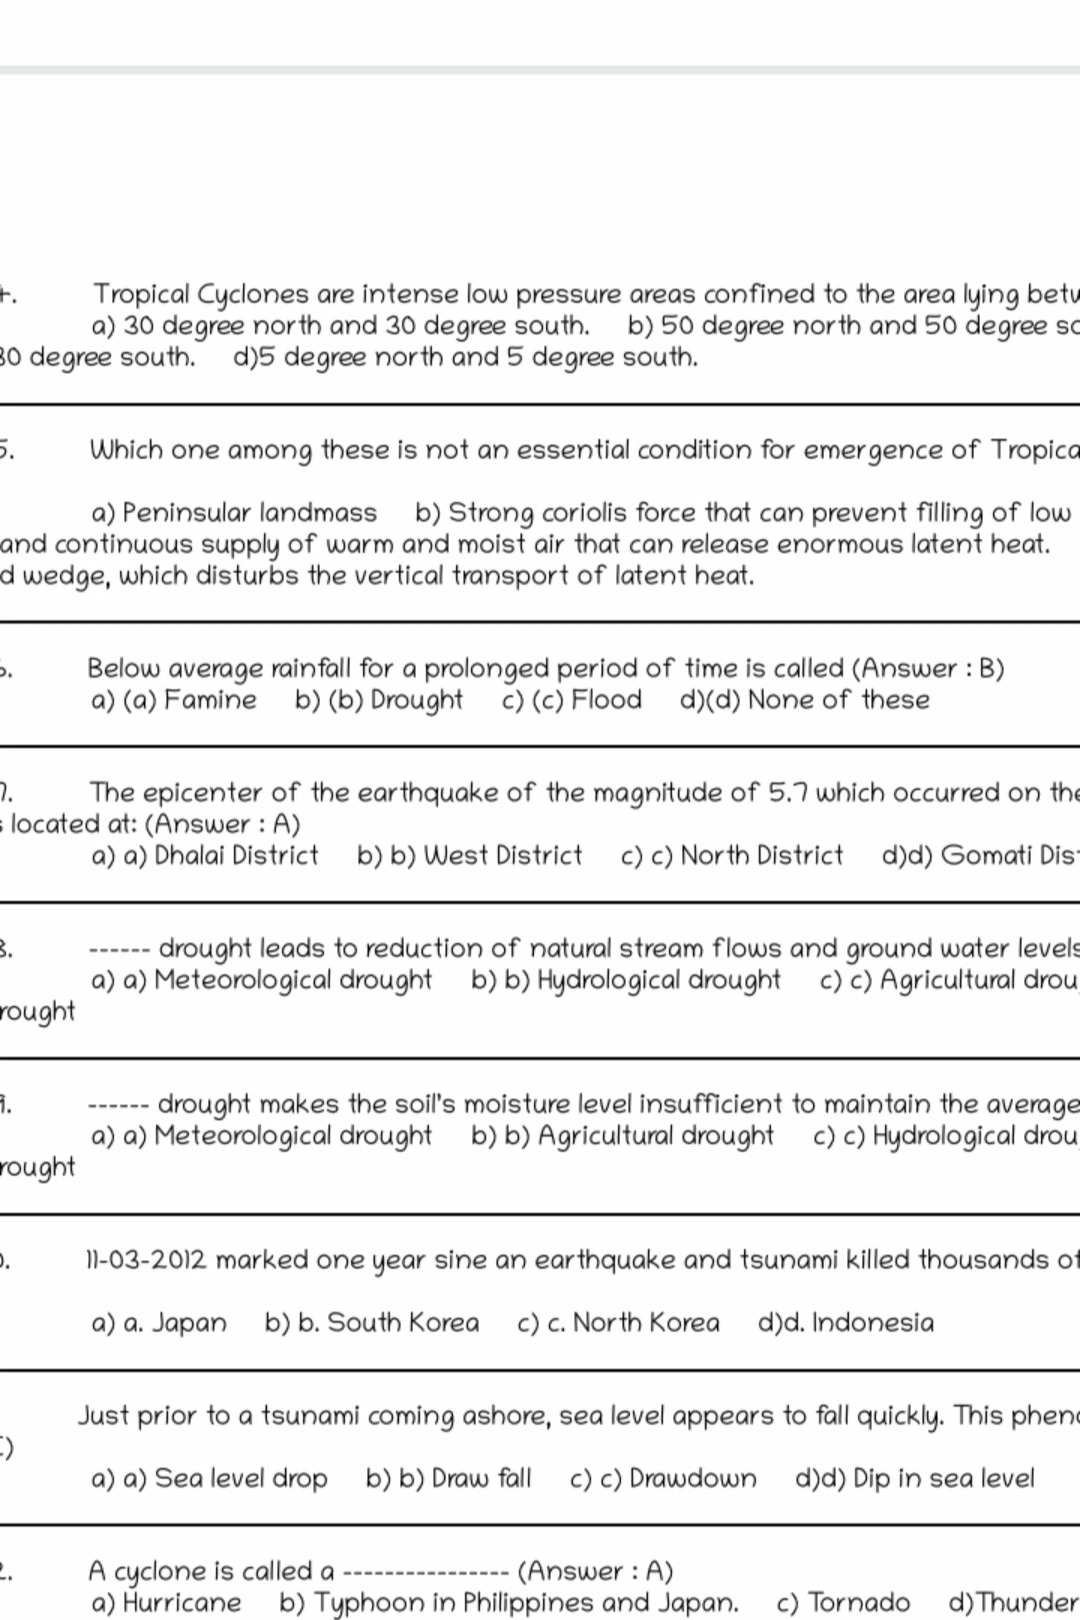 4. Tropical Cyclones are intense low pressure areas confined to the area lying
a) 30 degree north and 30 degree south. b) 50 degree north and 50 degree
30 degree south. d)5 degree north and 5 degree south.
5. Which one among these is not an essential condition for emergence of
a) Peninsular landmass b) Strong coriolis force that can prevent filling of low
and continuous supply of warm and moist air that can release enormous latent heat.
d wedge, which disturbs the vertical transport of latent heat.
6. Below average rainfall for a prolonged period of time is called (Answer : B)
a) (a) Famine b) (b) Drought c) (c) Flood d)(d) None of these
7. The epicenter of the earthquake of the magnitude of 5.7 which occurred on the
s located at: (Answer : A)
a) a) Dhalai District b) b) West District c) c) North District d)d) Gomati
8. ------ drought leads to reduction of natural stream flows and ground water levels
a) a) Meteorological drought b) b) Hydrological drought c) c) Agricultural
rought
9. ------ drought makes the soil's moisture level insufficient to maintain the average
a) a) Meteorological drought b) b) Agricultural drought c) c) Hydrological
rought
0. 11-03-2012 marked one year sine an earthquake and tsunami killed thousands of
a) a. Japan b) b. South Korea c) c. North Korea d)d. Indonesia
Just prior to a tsunami coming ashore, sea level appears to fall quickly. This
C)
a) a) Sea level drop b) b) Draw fall c) c) Drawdown d)d) Dip in sea level
2. A cyclone is called a ---------------- (Answer : A)
a) Hurricane b) Typhoon in Philippines and Japan. c) Tornado d)Thunder